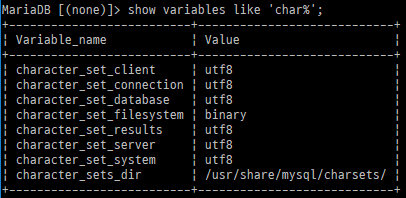 MariaDB [(none)]> show variables like 'char%';
+--------------------------+----------------------------+
| Variable_name            | Value                      |
+--------------------------+----------------------------+
| character_set_client     | utf8                       |
| character_set_connection | utf8                       |
| character_set_database   | utf8                       |
| character_set_filesystem | binary                     |
| character_set_results    | utf8                       |
| character_set_server     | utf8                       |
| character_set_system     | utf8                       |
| character_sets_dir       | /usr/share/mysql/charsets/ |
+--------------------------+----------------------------+